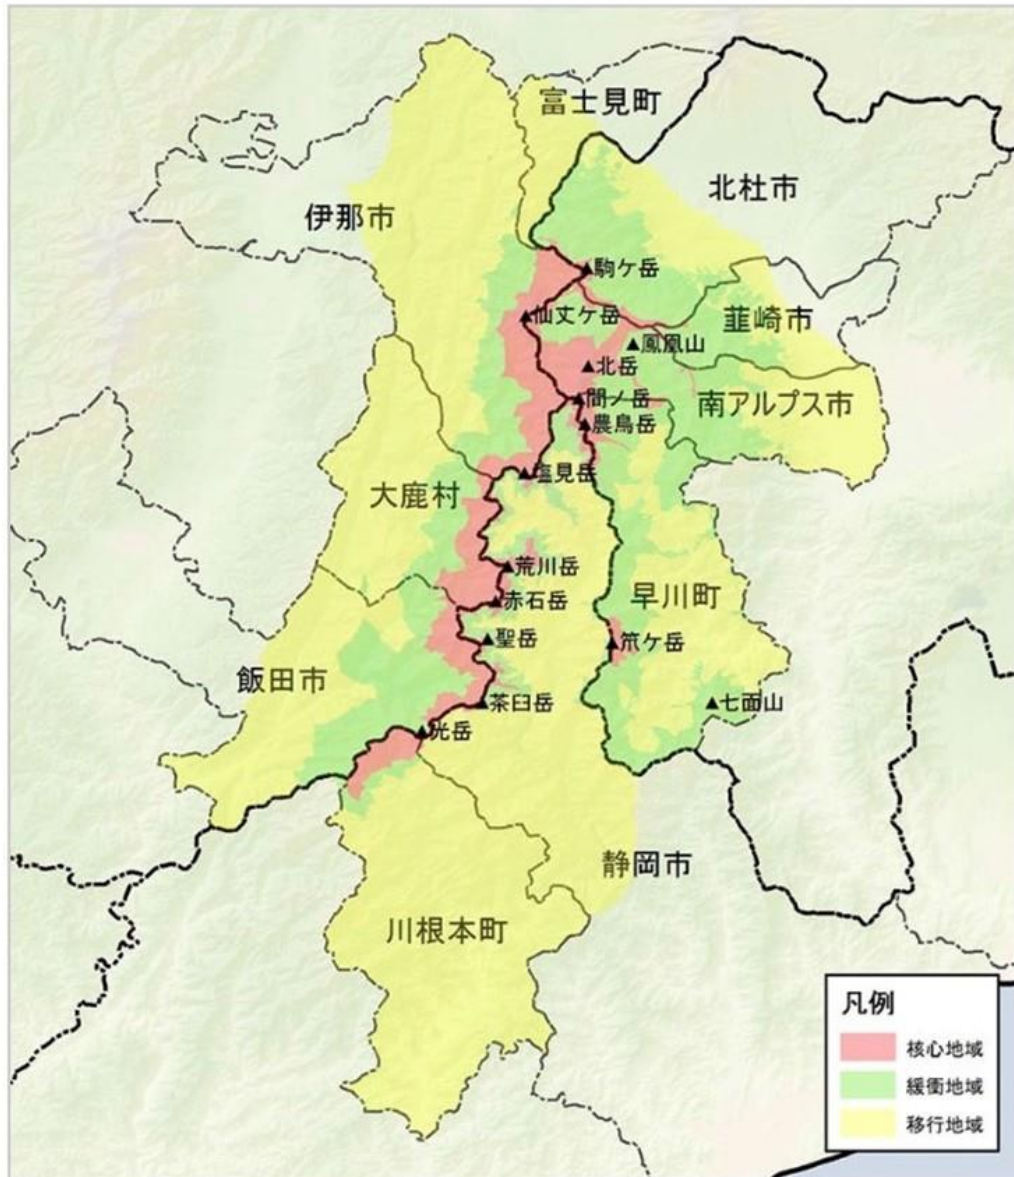 富士見町
北杜市
伊那市
▲駒ケ岳
▲仙丈ケ岳
韮崎市
▲鳳凰山
▲北岳
▲間ノ岳
南アルプス市
▲農鳥岳
▲塩見岳
大鹿村
▲荒川岳
早川町
▲赤石岳
▲聖岳
▲笊ケ岳
飯田市
▲茶臼岳
▲七面山
▲光岳
静岡市
川根本町
凡例
核心地域
緩衝地域
移行地域